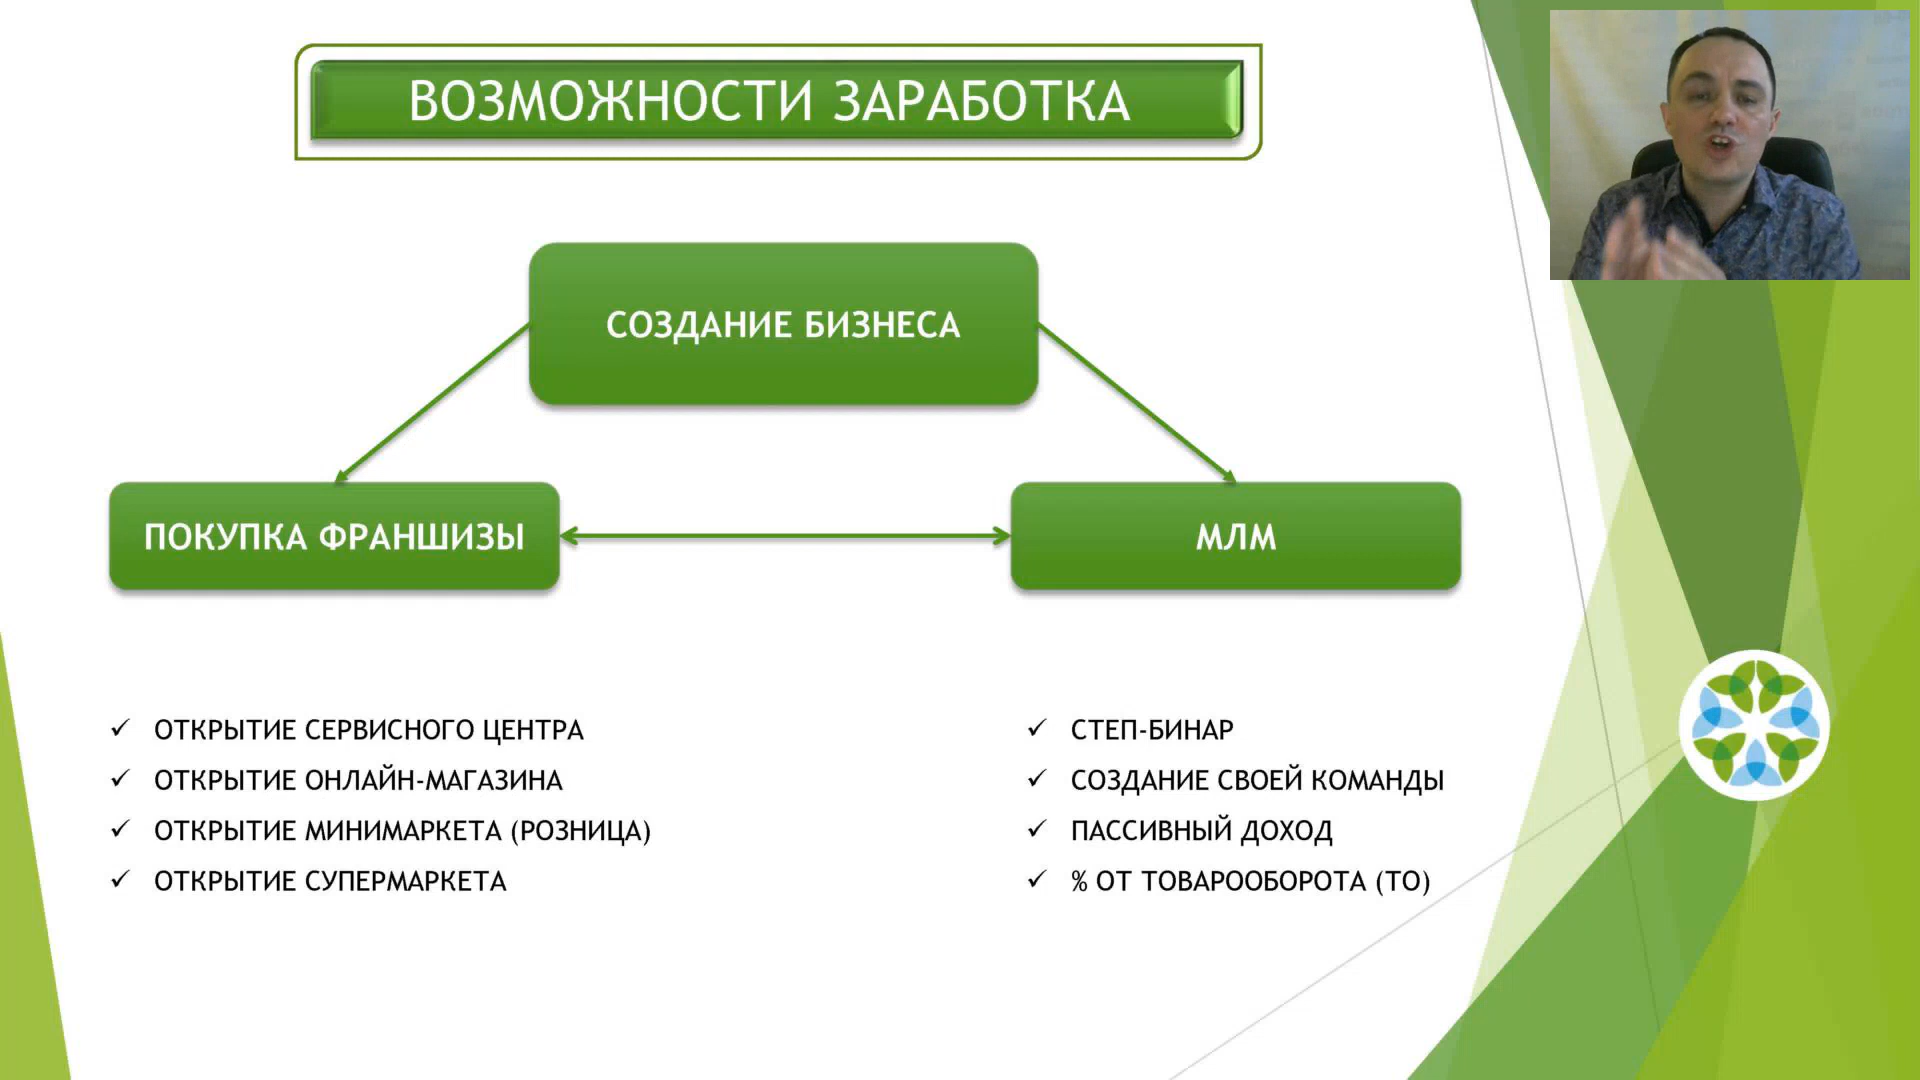 ВОЗМОЖНОСТИ ЗАРАБОТКА
СОЗДАНИЕ БИЗНЕСА
ПОКУПКА ФРАНШИЗЫ
МЛМ
✓ ОТКРЫТИЕ СЕРВИСНОГО ЦЕНТРА
✓ ОТКРЫТИЕ ОНЛАЙН-МАГАЗИНА
✓ ОТКРЫТИЕ МИНИМАРКЕТА (РОЗНИЦА)
✓ ОТКРЫТИЕ СУПЕРМАРКЕТА
✓ СТЕП-БИНАР
✓ СОЗДАНИЕ СВОЕЙ КОМАНДЫ
✓ ПАССИВНЫЙ ДОХОД
✓ % ОТ ТОВАРООБОРОТА (ТО)